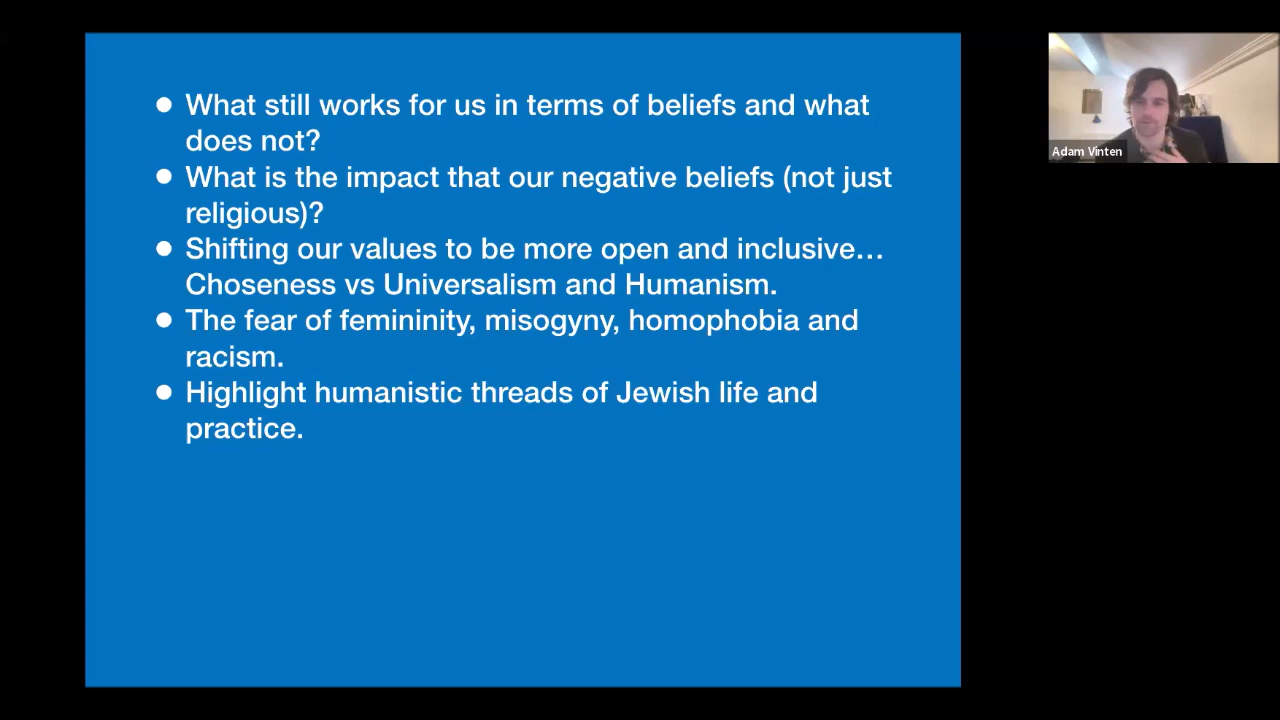 ● What still works for us in terms of beliefs and what
does not?
● What is the impact that our negative beliefs (not just
religious)?
● Shifting our values to be more open and inclusive…
Choseness vs Universalism and Humanism.
● The fear of femininity, misogyny, homophobia and
racism.
● Highlight humanistic threads of Jewish life and
practice.
Adam Vinten